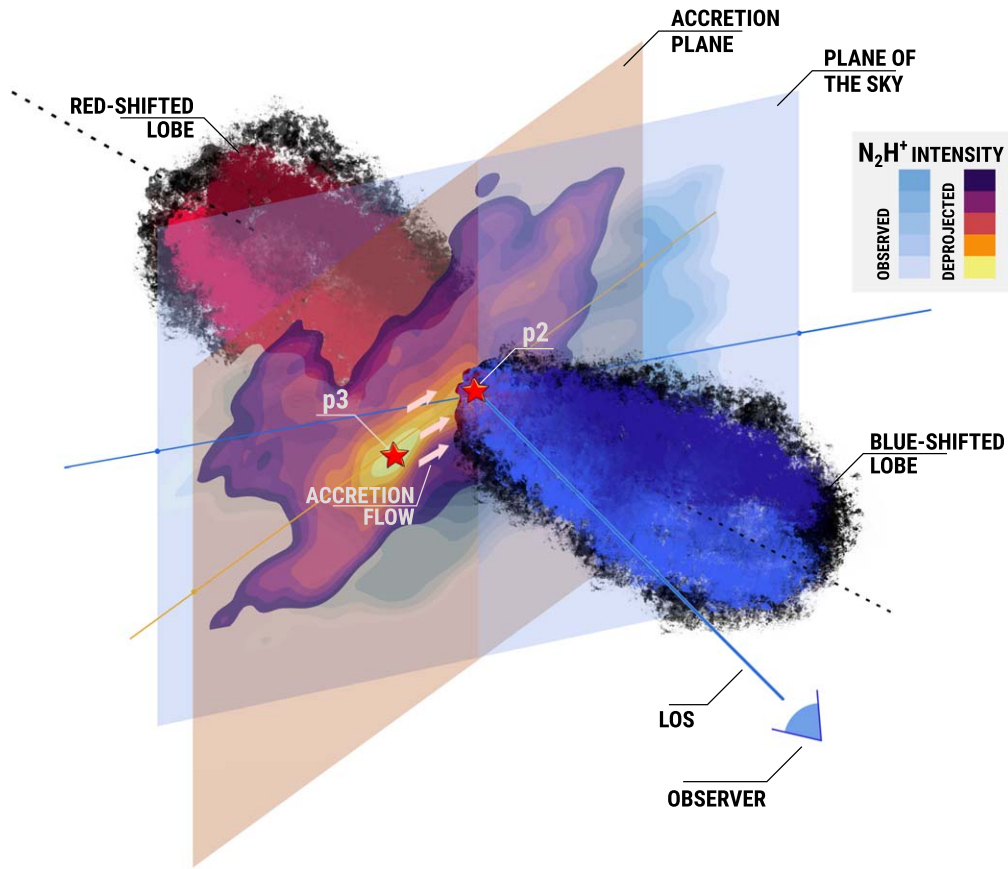 ACCRETION
PLANE
PLANE OF
THE SKY
RED-SHIFTED
LOBE
N₂H⁺ INTENSITY
OBSERVED
DEPROJECTED
p2
p3
ACCRETION
FLOW
BLUE-SHIFTED
LOBE
LOS
OBSERVER